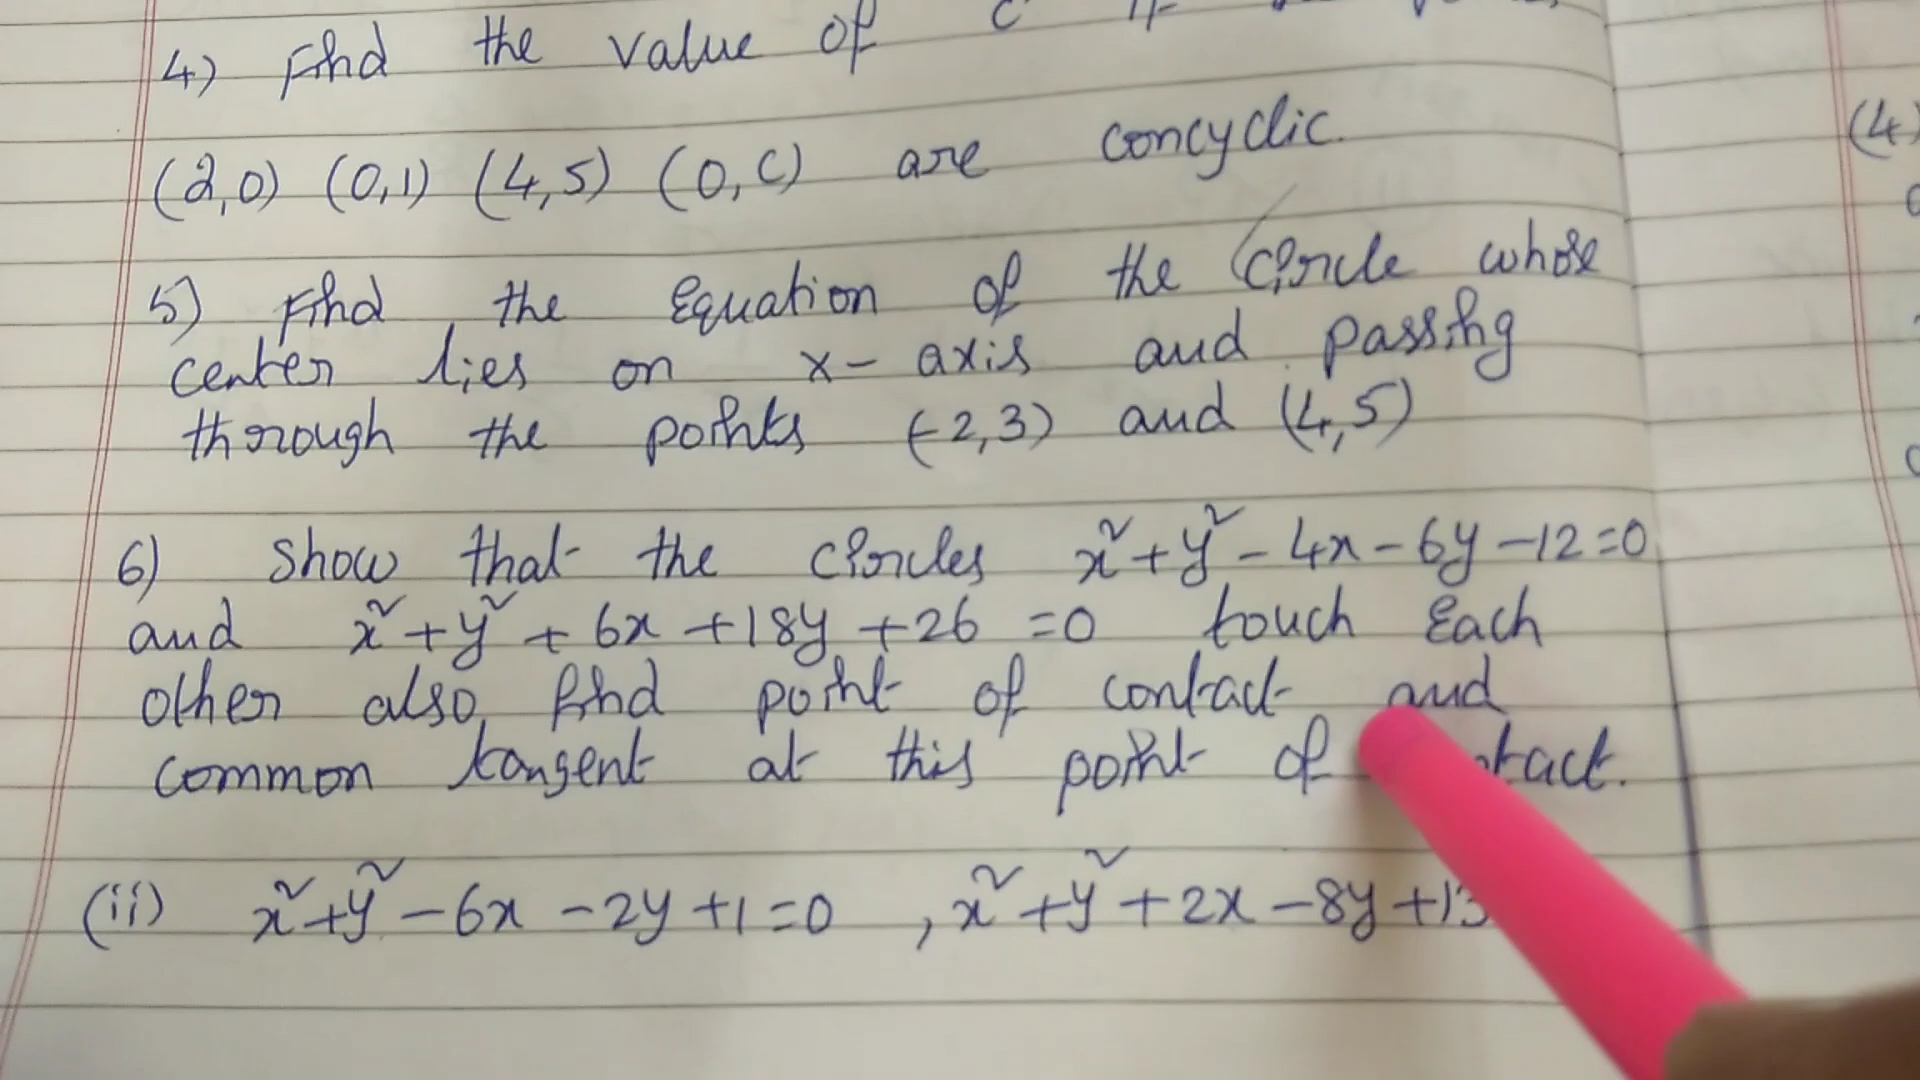 4) Find the value of c if
(2,0) (0,1) (4,5) (0,C) are concyclic.
5) Find the Equation of the Circle whose
center lies on x-axis and passing
through the points (-2,3) and (4,5)
6) Show that the circles x²+y²-4x-6y-12=0
and x²+y²+6x+18y+26=0 touch Each
other also find point of contact and
common tangent at this point of
(ii) x²+y²-6x-2y+1=0, x²+y²+2x-8y+13
(4)